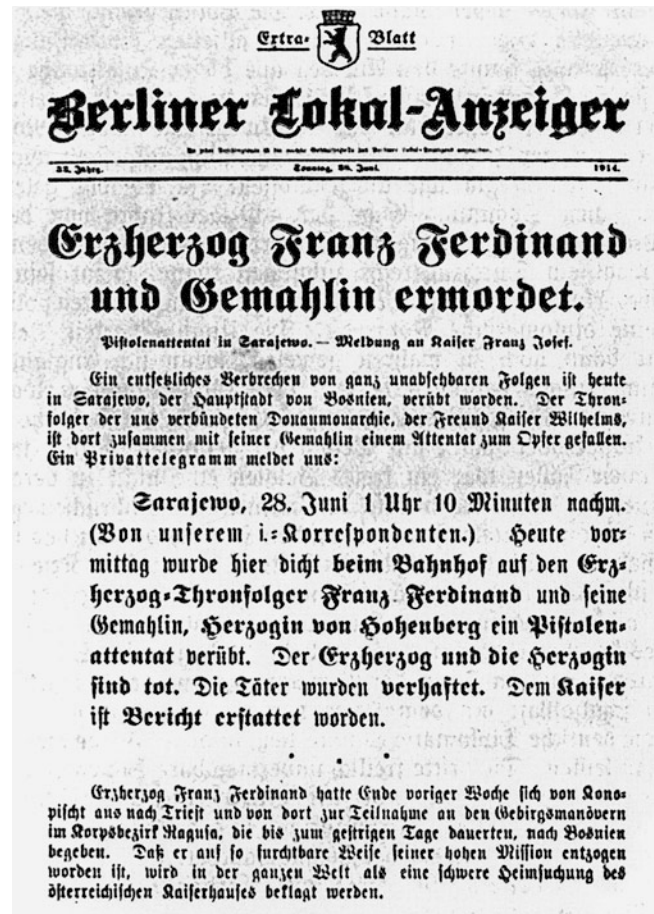 Extra-Blatt
Berliner Lokal-Anzeiger
32. Jahrg. Sonntag, 28. Juni. 1914.
Erzherzog Franz Ferdinand
und Gemahlin ermordet.
Pistolenattentat in Sarajewo. — Meldung an Kaiser Franz Josef.
Ein entsetzliches Verbrechen von ganz unabsehbaren Folgen ist heute
in Sarajewo, der Hauptstadt von Bosnien, verübt worden. Der Thron-
folger der uns verbündeten Donaumonarchie, der Freund Kaiser Wilhelms,
ist dort zusammen mit seiner Gemahlin einem Attentat zum Opfer gefallen.
Ein Privattelegramm meldet uns:
Sarajewo, 28. Juni 1 Uhr 10 Minuten nachm.
(Von unserem i.-Korrespondenten.) Heute vor-
mittag wurde hier dicht beim Bahnhof auf den Erz-
herzog-Thronfolger Franz Ferdinand und seine
Gemahlin, Herzogin von Hohenberg ein Pistolen-
attentat verübt. Der Erzherzog und die Herzogin
sind tot. Die Täter wurden verhaftet. Dem Kaiser
ist Bericht erstattet worden.
Erzherzog Franz Ferdinand hatte Ende voriger Woche sich von Kono-
pischt aus nach Triest und von dort zur Teilnahme an den Gebirgsmanövern
im Korpsbezirk Ragusa, die bis zum gestrigen Tage dauerten, nach Bosnien
begeben. Daß er auf so furchtbare Weise seiner hohen Mission entzogen
worden ist, wird in der ganzen Welt als eine schwere Heimsuchung des
österreichischen Kaiserhauses beklagt werden.